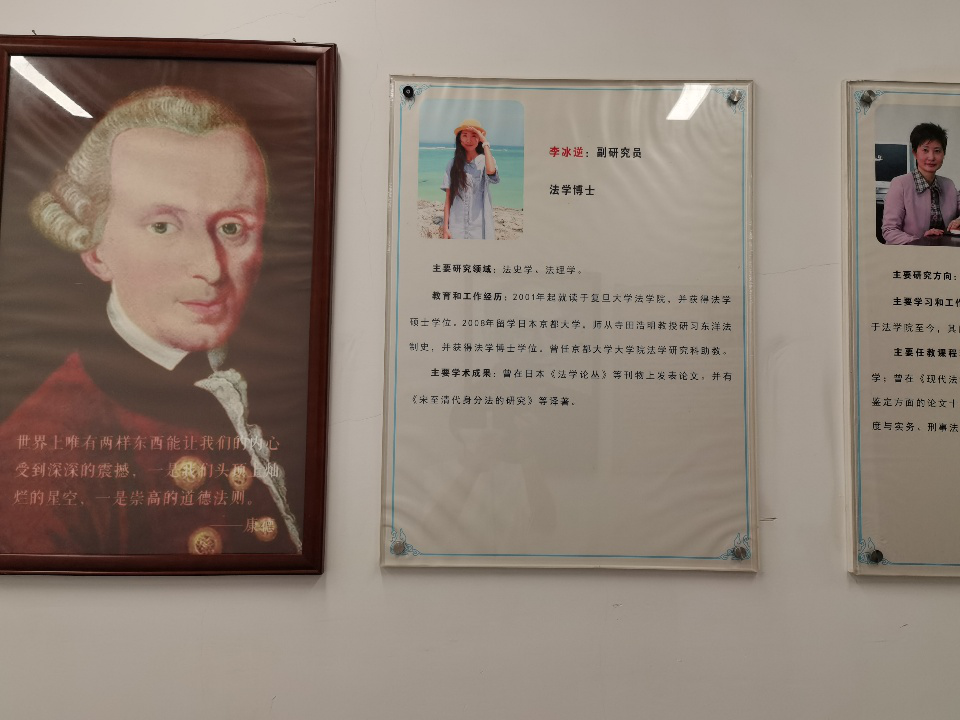 世界上唯有两样东西能让我们的内心
受到深深的震撼，一是我们头顶上灿
烂的星空，一是崇高的道德法则。
——康德
李冰逆：副研究员
法学博士
主要研究领域：法史学、法理学。
教育和工作经历：2001年起就读于复旦大学法学院，并获得法学
硕士学位。2008年留学日本京都大学，师从寺田浩明教授研习东洋法
制史，并获得法学博士学位。曾任京都大学大学院法学研究科助教。
主要学术成果：曾在日本《法学论丛》等刊物上发表论文，并有
《宋至清代身分法的研究》等译著。
主要研究方向：
主要学习和工作
于法学院至今，其
主要任教课程
学；曾在《现代法
鉴定方面的论文十
度与实务、刑事法